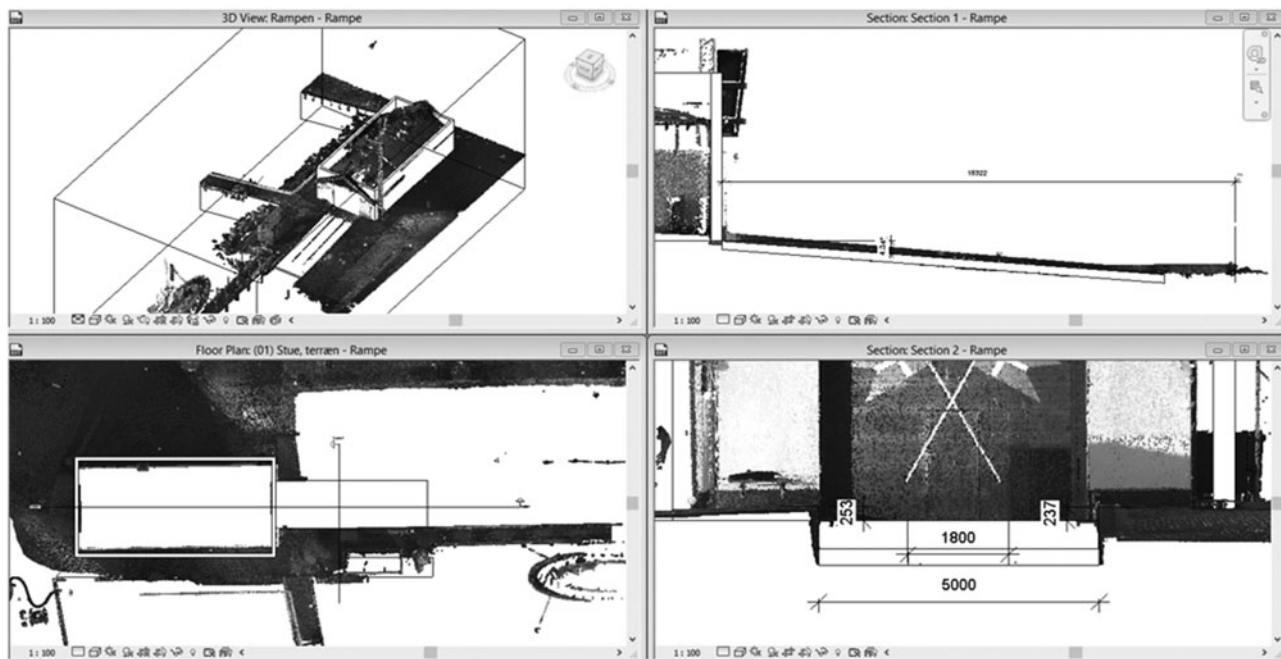 3D View: Rampen - Rampe
1 : 100
Section: Section 1 - Rampe
1 : 100
Floor Plan: (01) Stue, terræn - Rampe
1 : 100
Section: Section 2 - Rampe
253
237
1800
5000
1 : 100